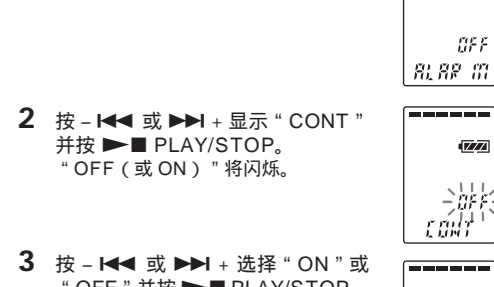 OFF
ALARM
2 按 – ⏮ 或 ⏭ + 显示 “ CONT ”
并按 ▶■ PLAY/STOP。
“ OFF ( 或 ON ) ” 将闪烁。
OFF
CONT
3 按 – ⏮ 或 ⏭ + 选择 “ ON ” 或
“ OFF ” 并按 ▶■ PLAY/STOP